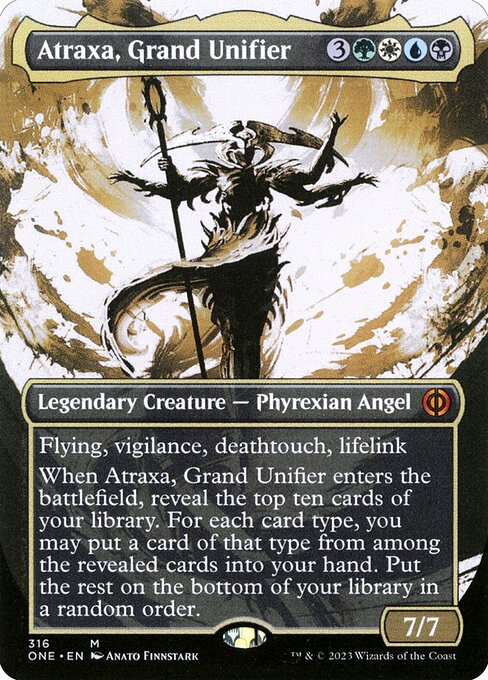 Atraxa, Grand Unifier 3
Legendary Creature — Phyrexian Angel
Flying, vigilance, deathtouch, lifelink
When Atraxa, Grand Unifier enters the
battlefield, reveal the top ten cards of
your library. For each card type, you
may put a card of that type from among
the revealed cards into your hand. Put
the rest on the bottom of your library in
a random order.
7/7
316 M
ONE • EN Anato Finnstark
™ & © 2023 Wizards of the Coast